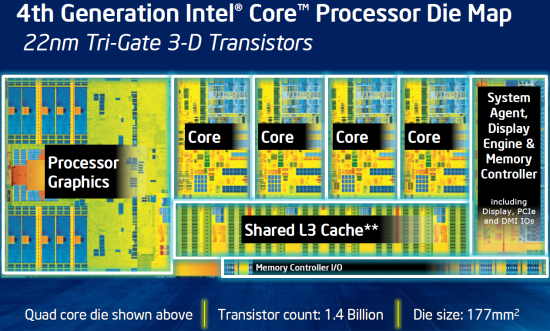 4th Generation Intel® Core™ Processor Die Map
22nm Tri-Gate 3-D Transistors
Processor
Graphics
Core
Core
Core
Core
System
Agent,
Display
Engine &
Memory
Controller
including
Display, PCIe
and DMI IOs
Shared L3 Cache**
Memory Controller I/O
Quad core die shown above
Transistor count: 1.4 Billion
Die size: 177mm²